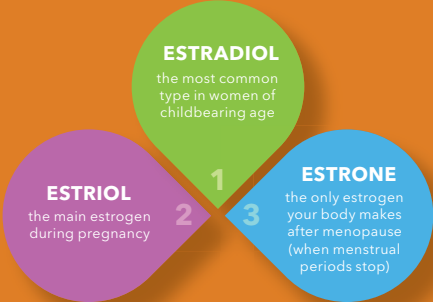 ESTRADIOL
the most common
type in women of
childbearing age
1
ESTRIOL
the main estrogen
during pregnancy
2
3
ESTRONE
the only estrogen
your body makes
after menopause
(when menstrual
periods stop)